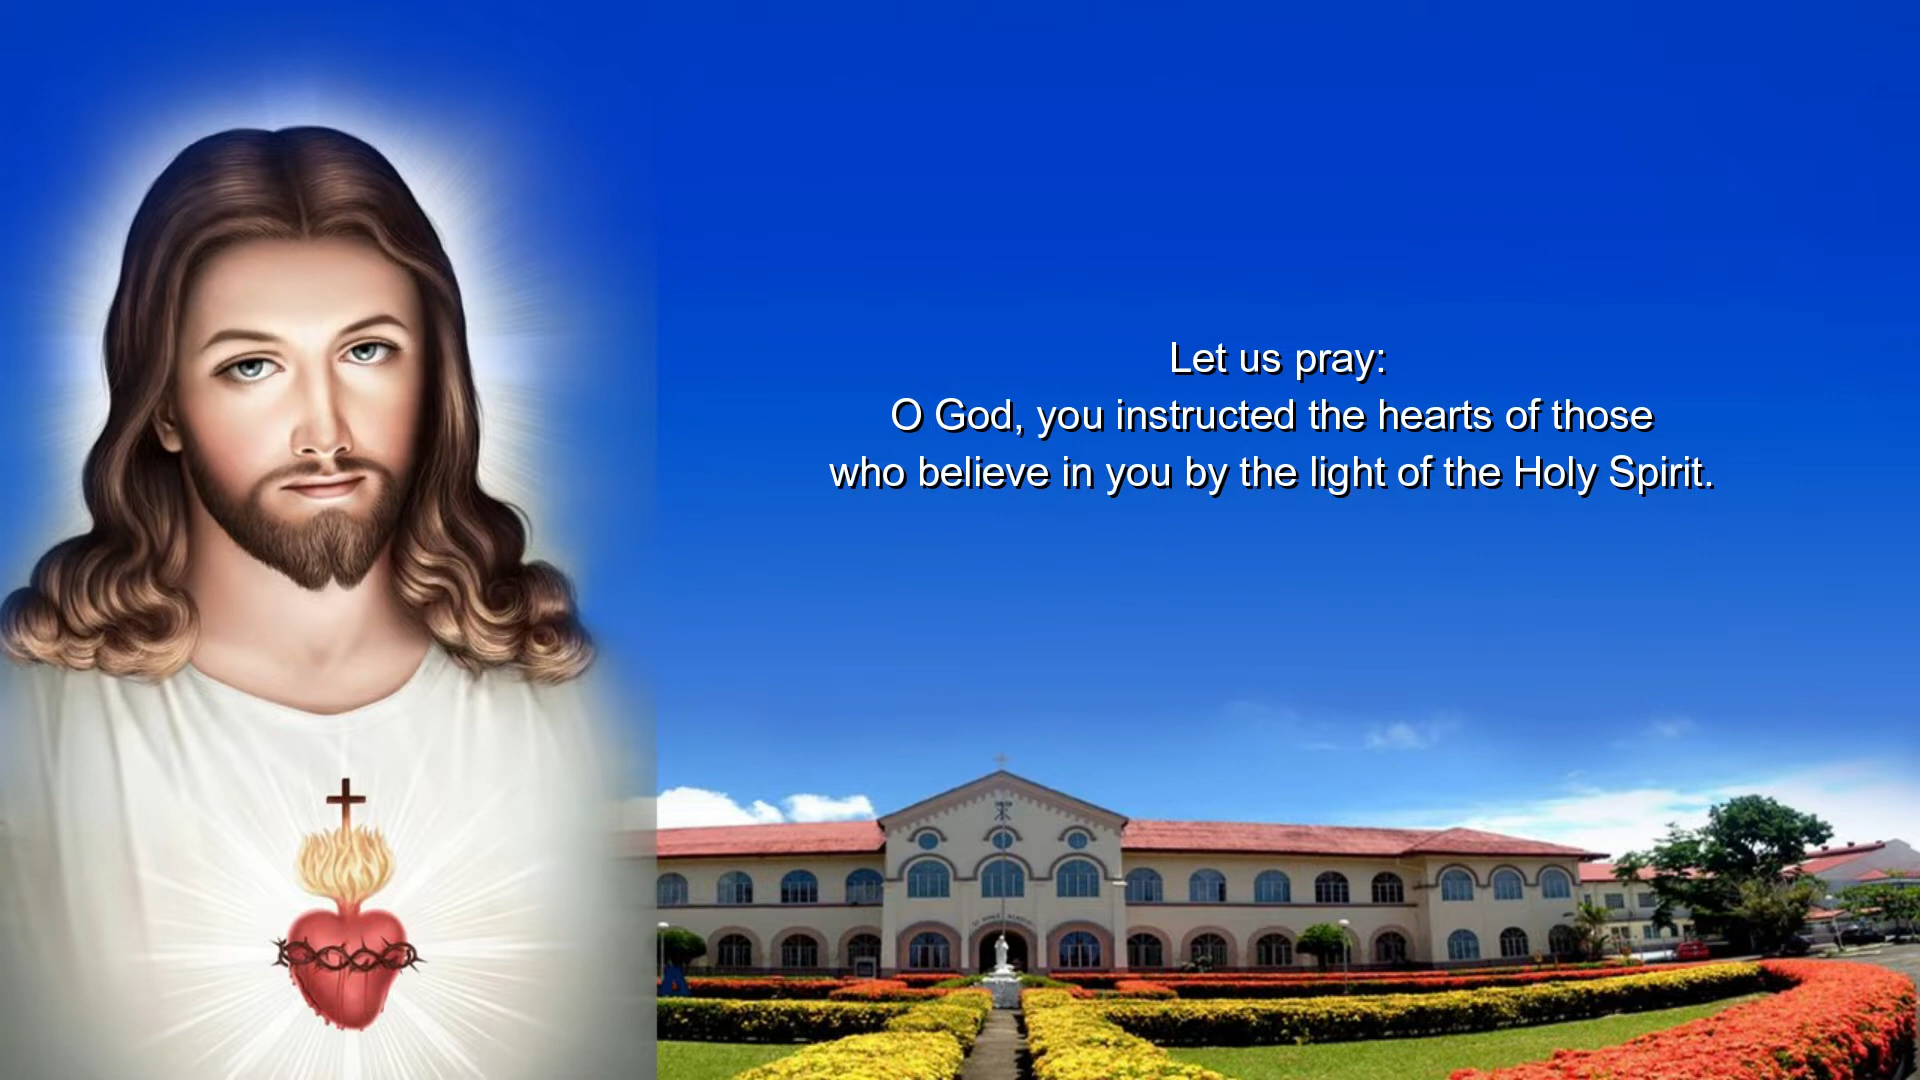 Let us pray:
O God, you instructed the hearts of those
who believe in you by the light of the Holy Spirit.